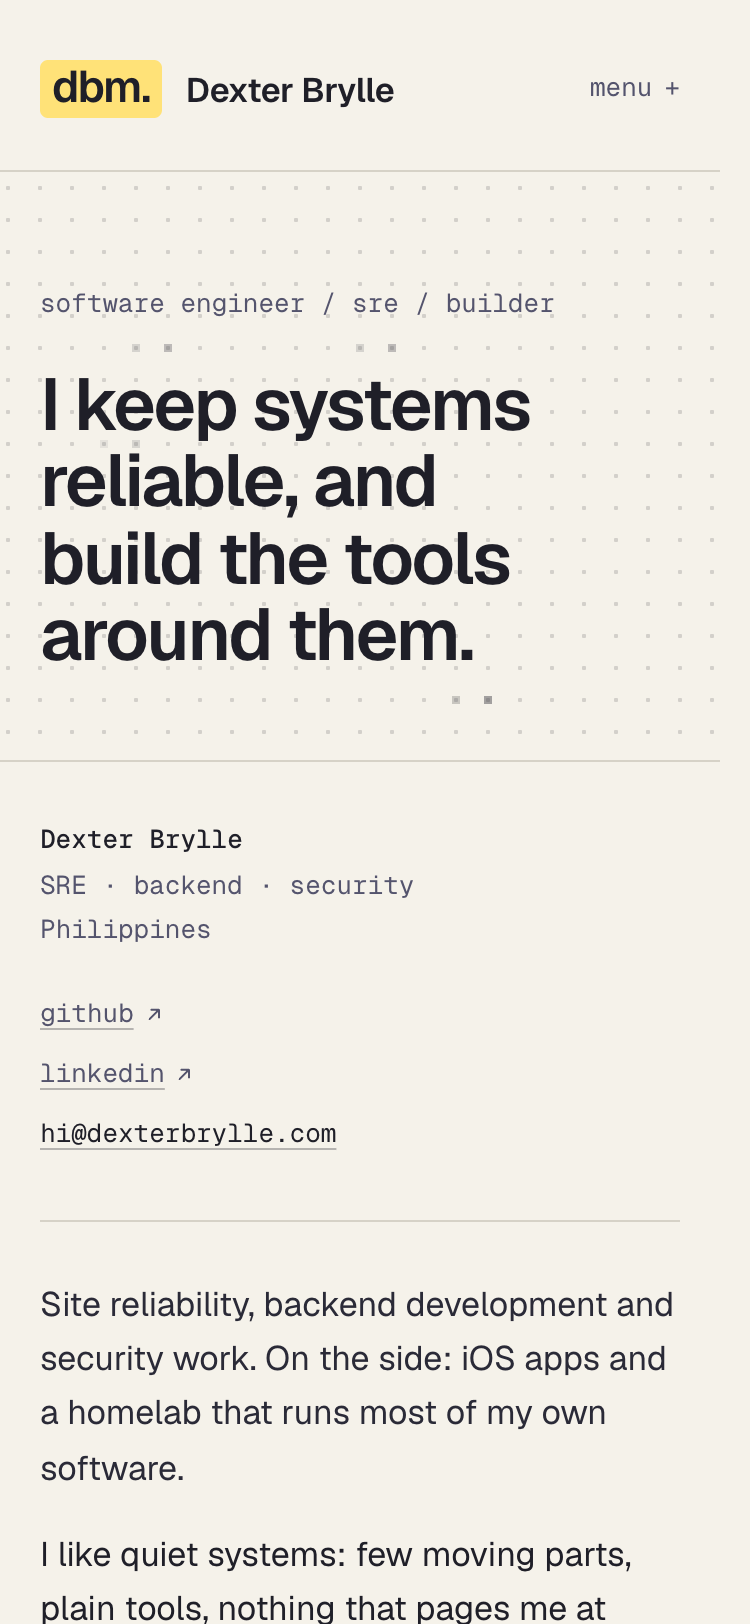 dbm. Dexter Brylle menu +
software engineer / sre / builder
I keep systems
reliable, and
build the tools
around them.
Dexter Brylle
SRE · backend · security
Philippines
github ↗
linkedin ↗
hi@dexterbrylle.com
Site reliability, backend development and
security work. On the side: iOS apps and
a homelab that runs most of my own
software.
I like quiet systems: few moving parts,
plain tools, nothing that pages me at